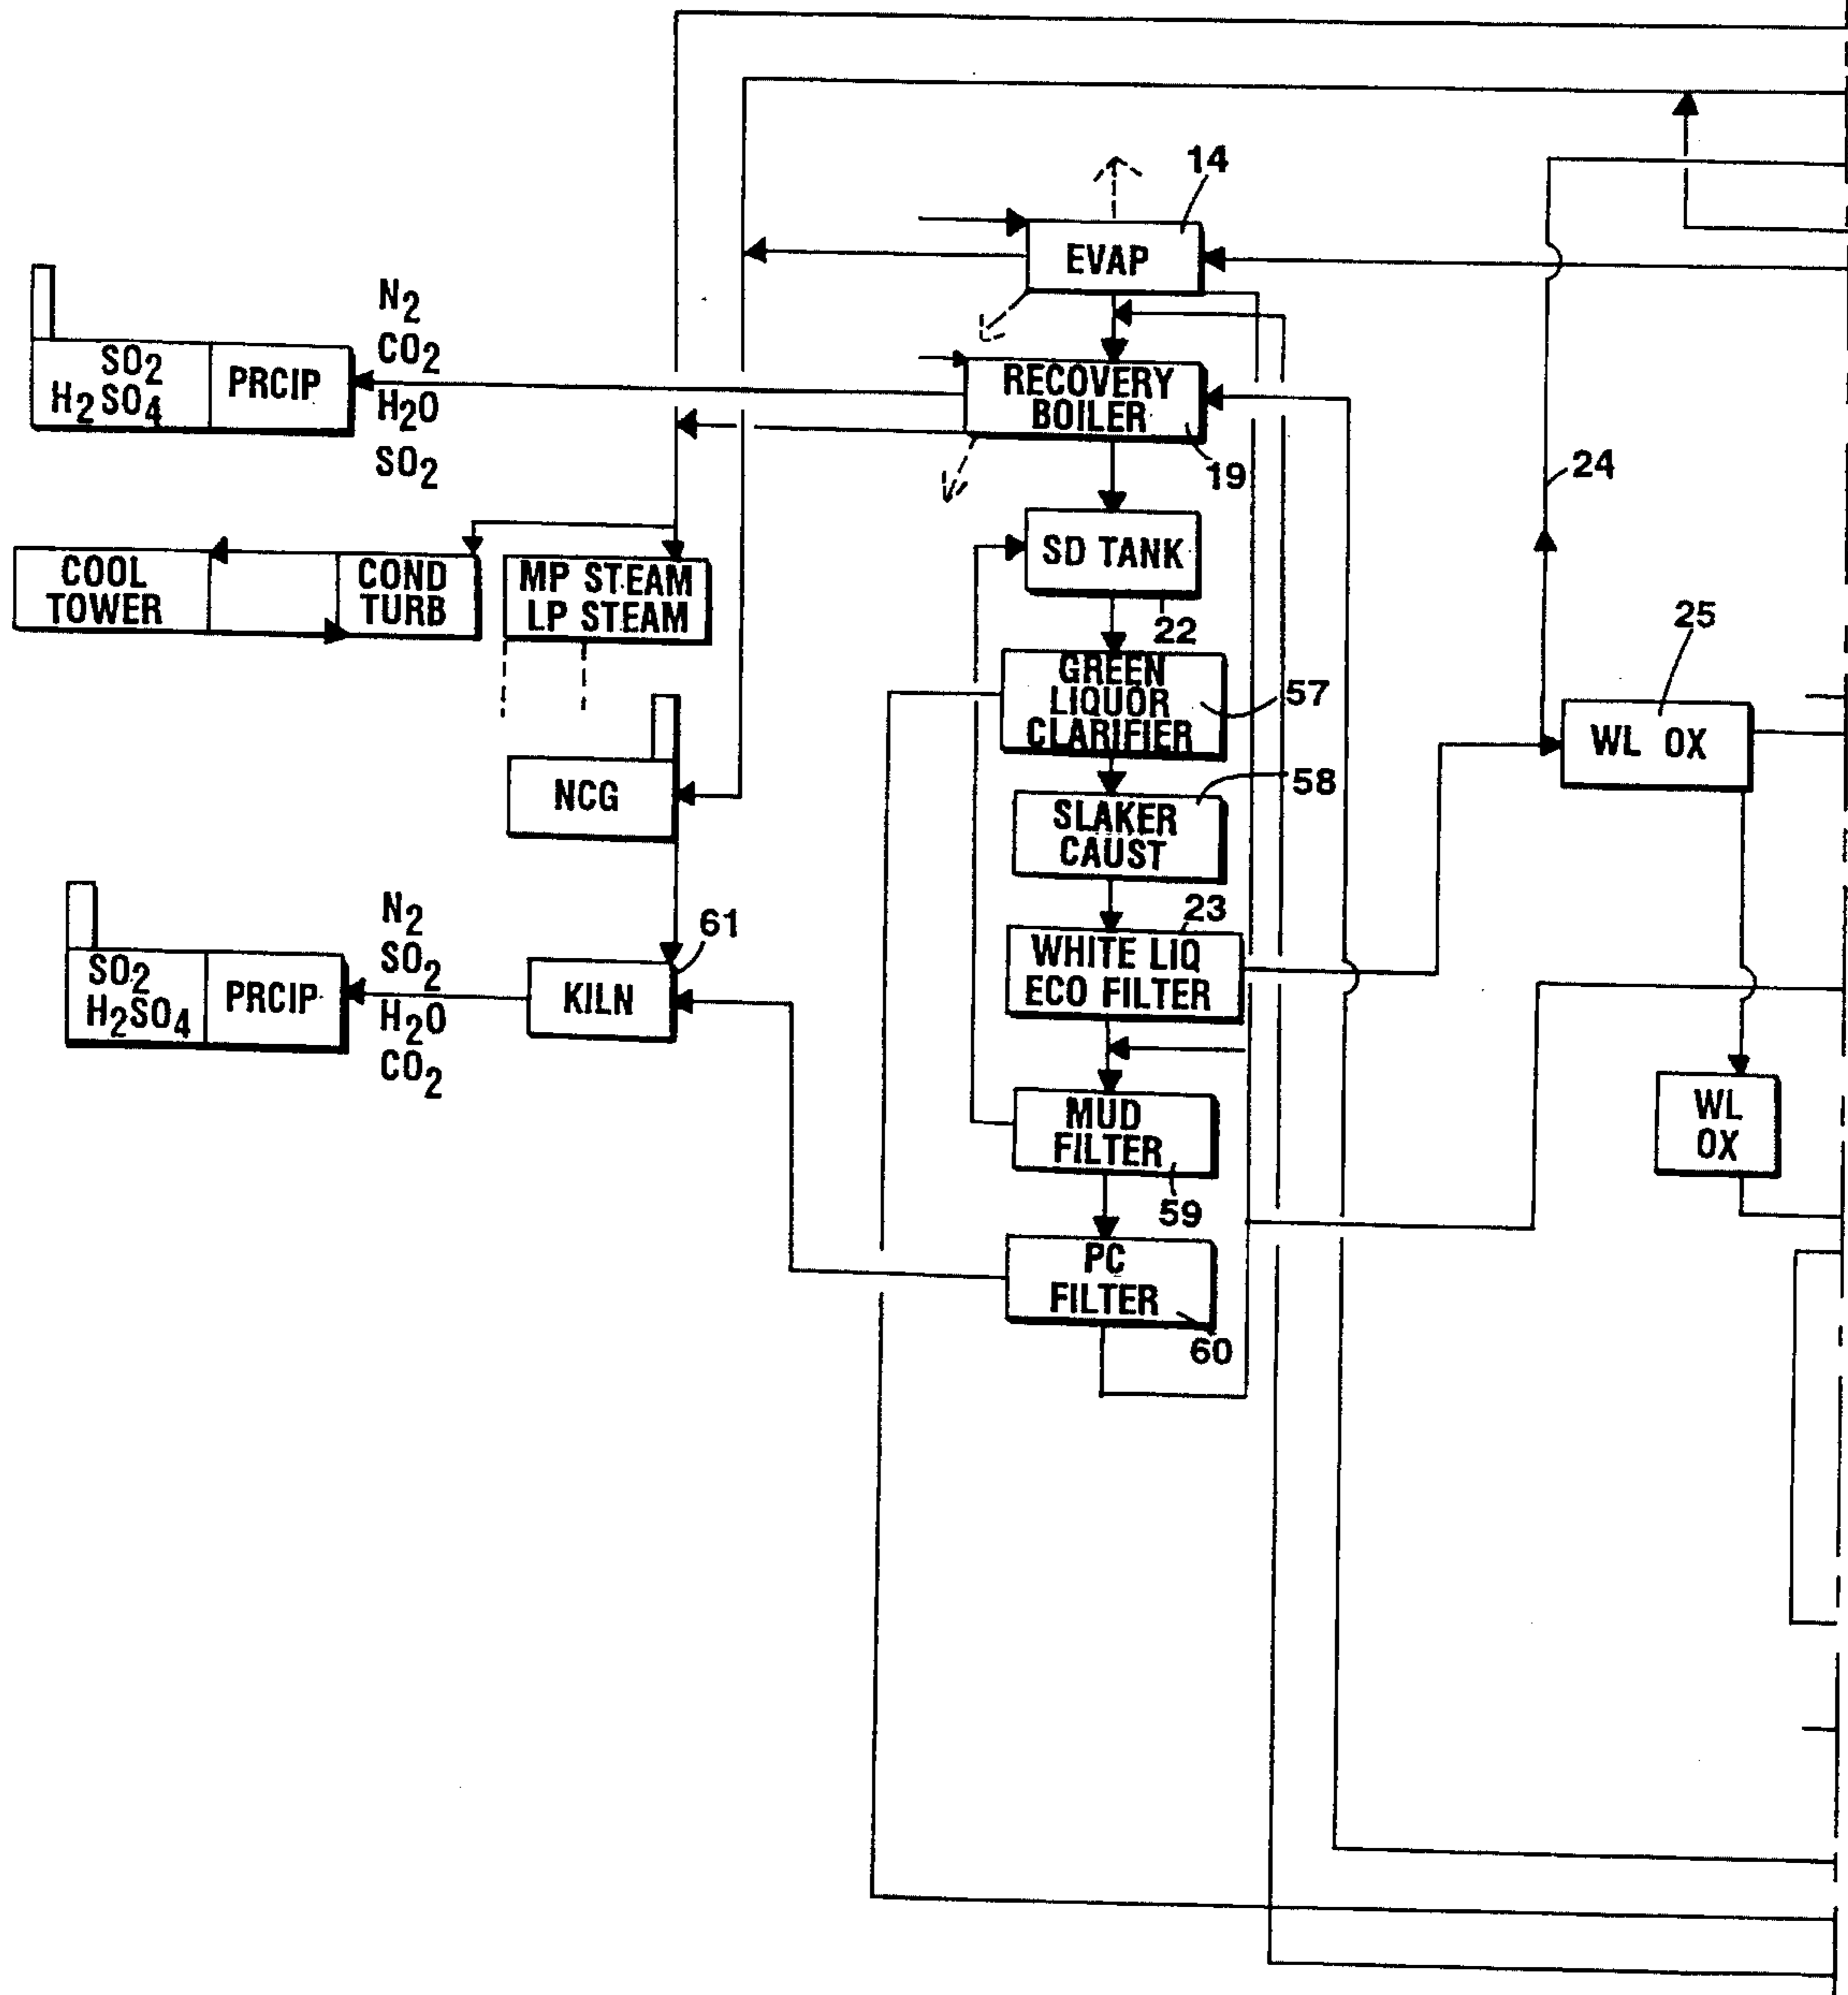 14
EVAP
N2
CO2
H2O
SO2
SO2
H2SO4
PRCIP
RECOVERY
BOILER
19
24
SD TANK
22
COOL
TOWER
COND
TURB
MP STEAM
LP STEAM
25
WL OX
GREEN
LIQUOR
CLARIFIER
57
NCG
SLAKER
CAUST
58
23
WHITE LIQ
ECO FILTER
61
KILN
N2
SO2
H2O
CO2
SO2
H2SO4
PRCIP
MUD
FILTER
59
WL
OX
PC
FILTER
60